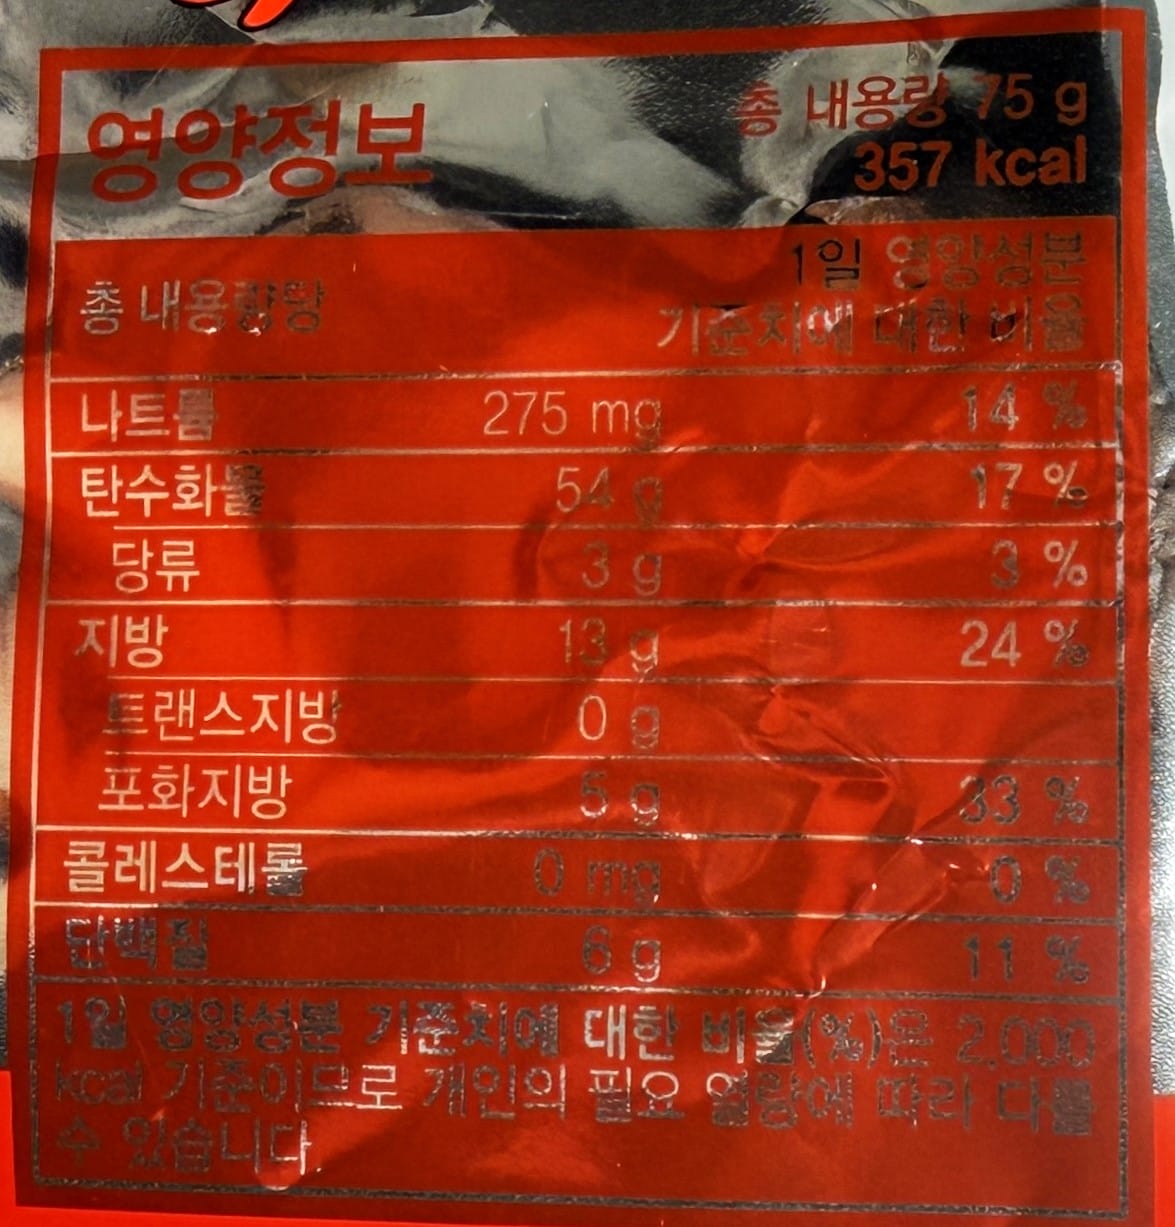 영양정보
총 내용량 75 g
357 kcal
총 내용량당
1일 영양성분
기준치에 대한 비율
나트륨 275 mg 14 %
탄수화물 54 g 17 %
당류 3 g 3 %
지방 13 g 24 %
트랜스지방 0 g
포화지방 5 g 33 %
콜레스테롤 0 mg 0 %
단백질 6 g 11 %
1일 영양성분 기준치에 대한 비율(%)은 2,000
kcal 기준이므로 개인의 필요 열량에 따라 다를
수 있습니다